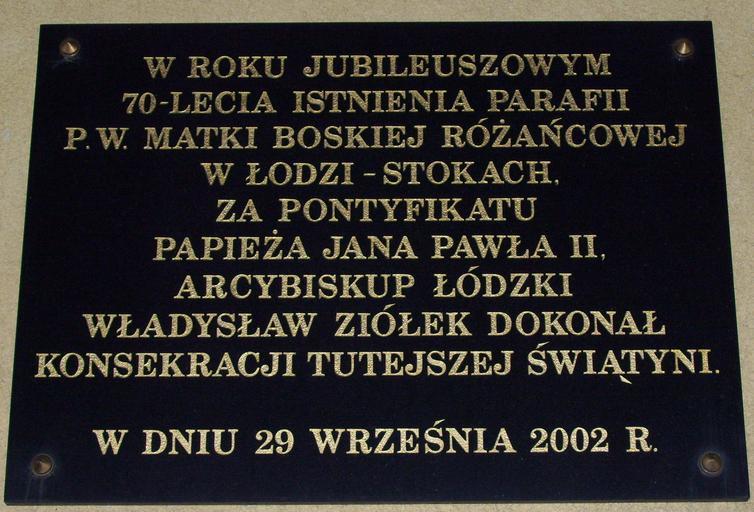 W ROKU JUBILEUSZOWYM
70-LECIA ISTNIENIA PARAFII
P.W. MATKI BOSKIEJ RÓŻAŃCOWEJ
W ŁODZI - STOKACH,
ZA PONTYFIKATU
PAPIEŻA JANA PAWŁA II,
ARCYBISKUP ŁÓDZKI
WŁADYSŁAW ZIÓŁEK DOKONAŁ
KONSEKRACJI TUTEJSZEJ ŚWIĄTYNI.
W DNIU 29 WRZEŚNIA 2002 R.